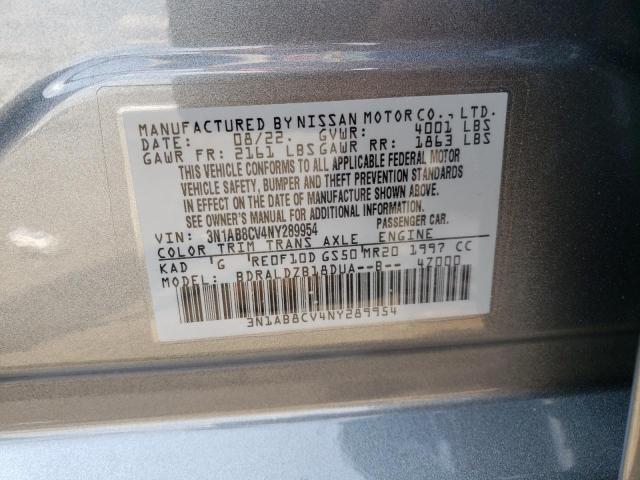 MANUFACTURED BY NISSAN MOTOR CO., LTD.
DATE: 08/22. GVWR: 4001 LBS
GAWR FR: 2161 LBS GAWR RR: 1863 LBS
THIS VEHICLE CONFORMS TO ALL APPLICABLE FEDERAL MOTOR
VEHICLE SAFETY, BUMPER AND THEFT PREVENTION STANDARDS
IN EFFECT ON THE DATE OF MANUFACTURE SHOWN ABOVE.
SEE OWNER'S MANUAL FOR ADDITIONAL INFORMATION
VIN: 3N1AB8CV4NY289954 PASSENGER CAR.
COLOR TRIM TRANS AXLE ENGINE
KAD G RE0F10D GS50 MR20 1997 CC
MODEL: BDRALDZB18DUA--B-- 47000
3N1AB8CV4NY289954